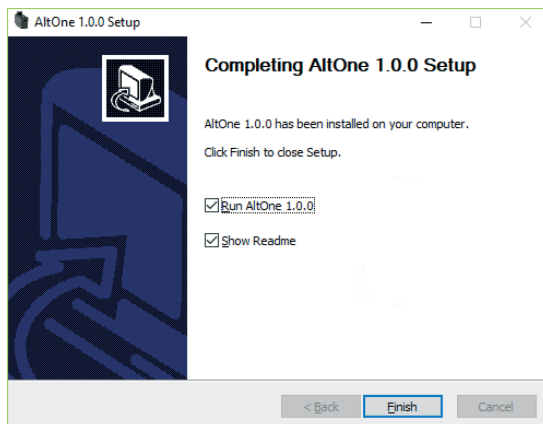 AltOne 1.0.0 Setup
Completing AltOne 1.0.0 Setup
AltOne 1.0.0 has been installed on your computer.
Click Finish to close Setup.
Run AltOne 1.0.0
Show Readme
< Back Finish Cancel